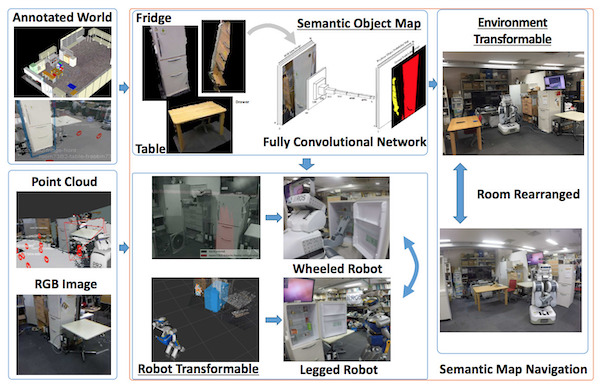 Annotated World
Fridge
Drawer
Table
Semantic Object Map
Fully Convolutional Network
Environment
Transformable
Point Cloud
RGB Image
Wheeled Robot
Robot Transformable
Legged Robot
Room Rearranged
Semantic Map Navigation